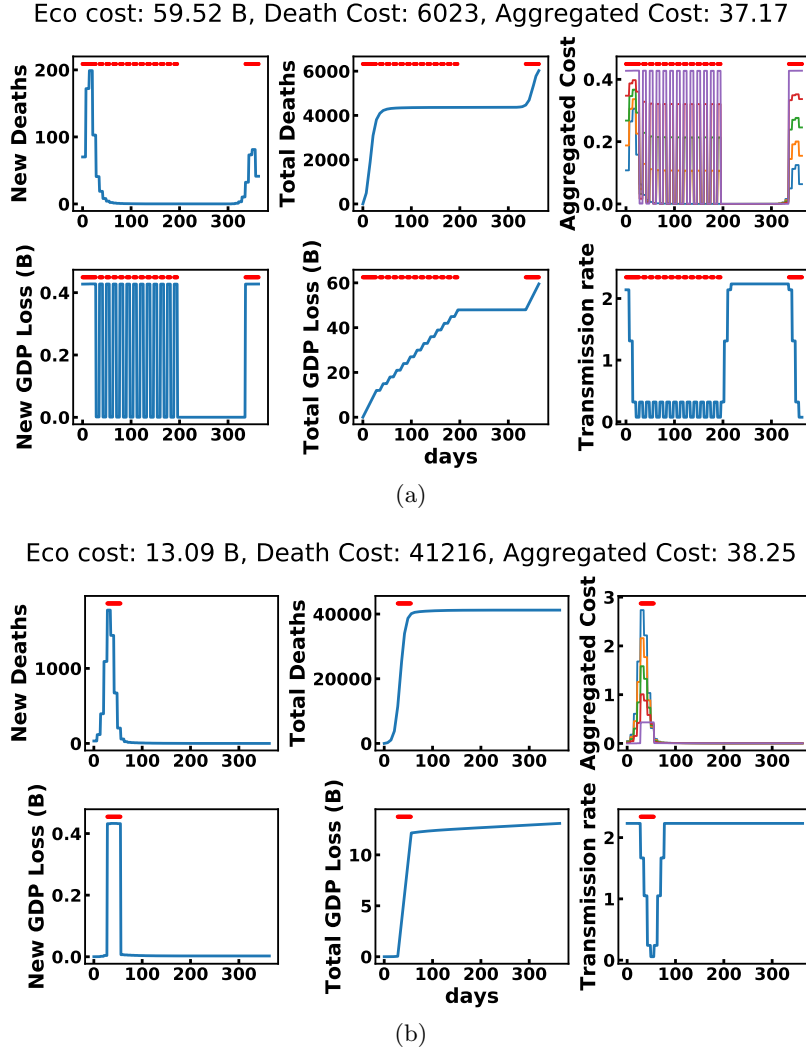 Eco cost: 59.52 B, Death Cost: 6023, Aggregated Cost: 37.17
New Deaths
200
100
0
0 100 200 300
Total Deaths
6000
4000
2000
0
0 100 200 300
Aggregated Cost
0.4
0.2
0.0
0 100 200 300
New GDP Loss (B)
0.4
0.2
0.0
0 100 200 300
Total GDP Loss (B)
60
40
20
0
0 100 200 300
days
Transmission rate
2
1
0
0 100 200 300
(a)
Eco cost: 13.09 B, Death Cost: 41216, Aggregated Cost: 38.25
New Deaths
1000
0
0 100 200 300
Total Deaths
40000
20000
0
0 100 200 300
Aggregated Cost
3
2
1
0
0 100 200 300
New GDP Loss (B)
0.4
0.2
0.0
0 100 200 300
Total GDP Loss (B)
10
5
0
0 100 200 300
days
Transmission rate
2
1
0
0 100 200 300
(b)